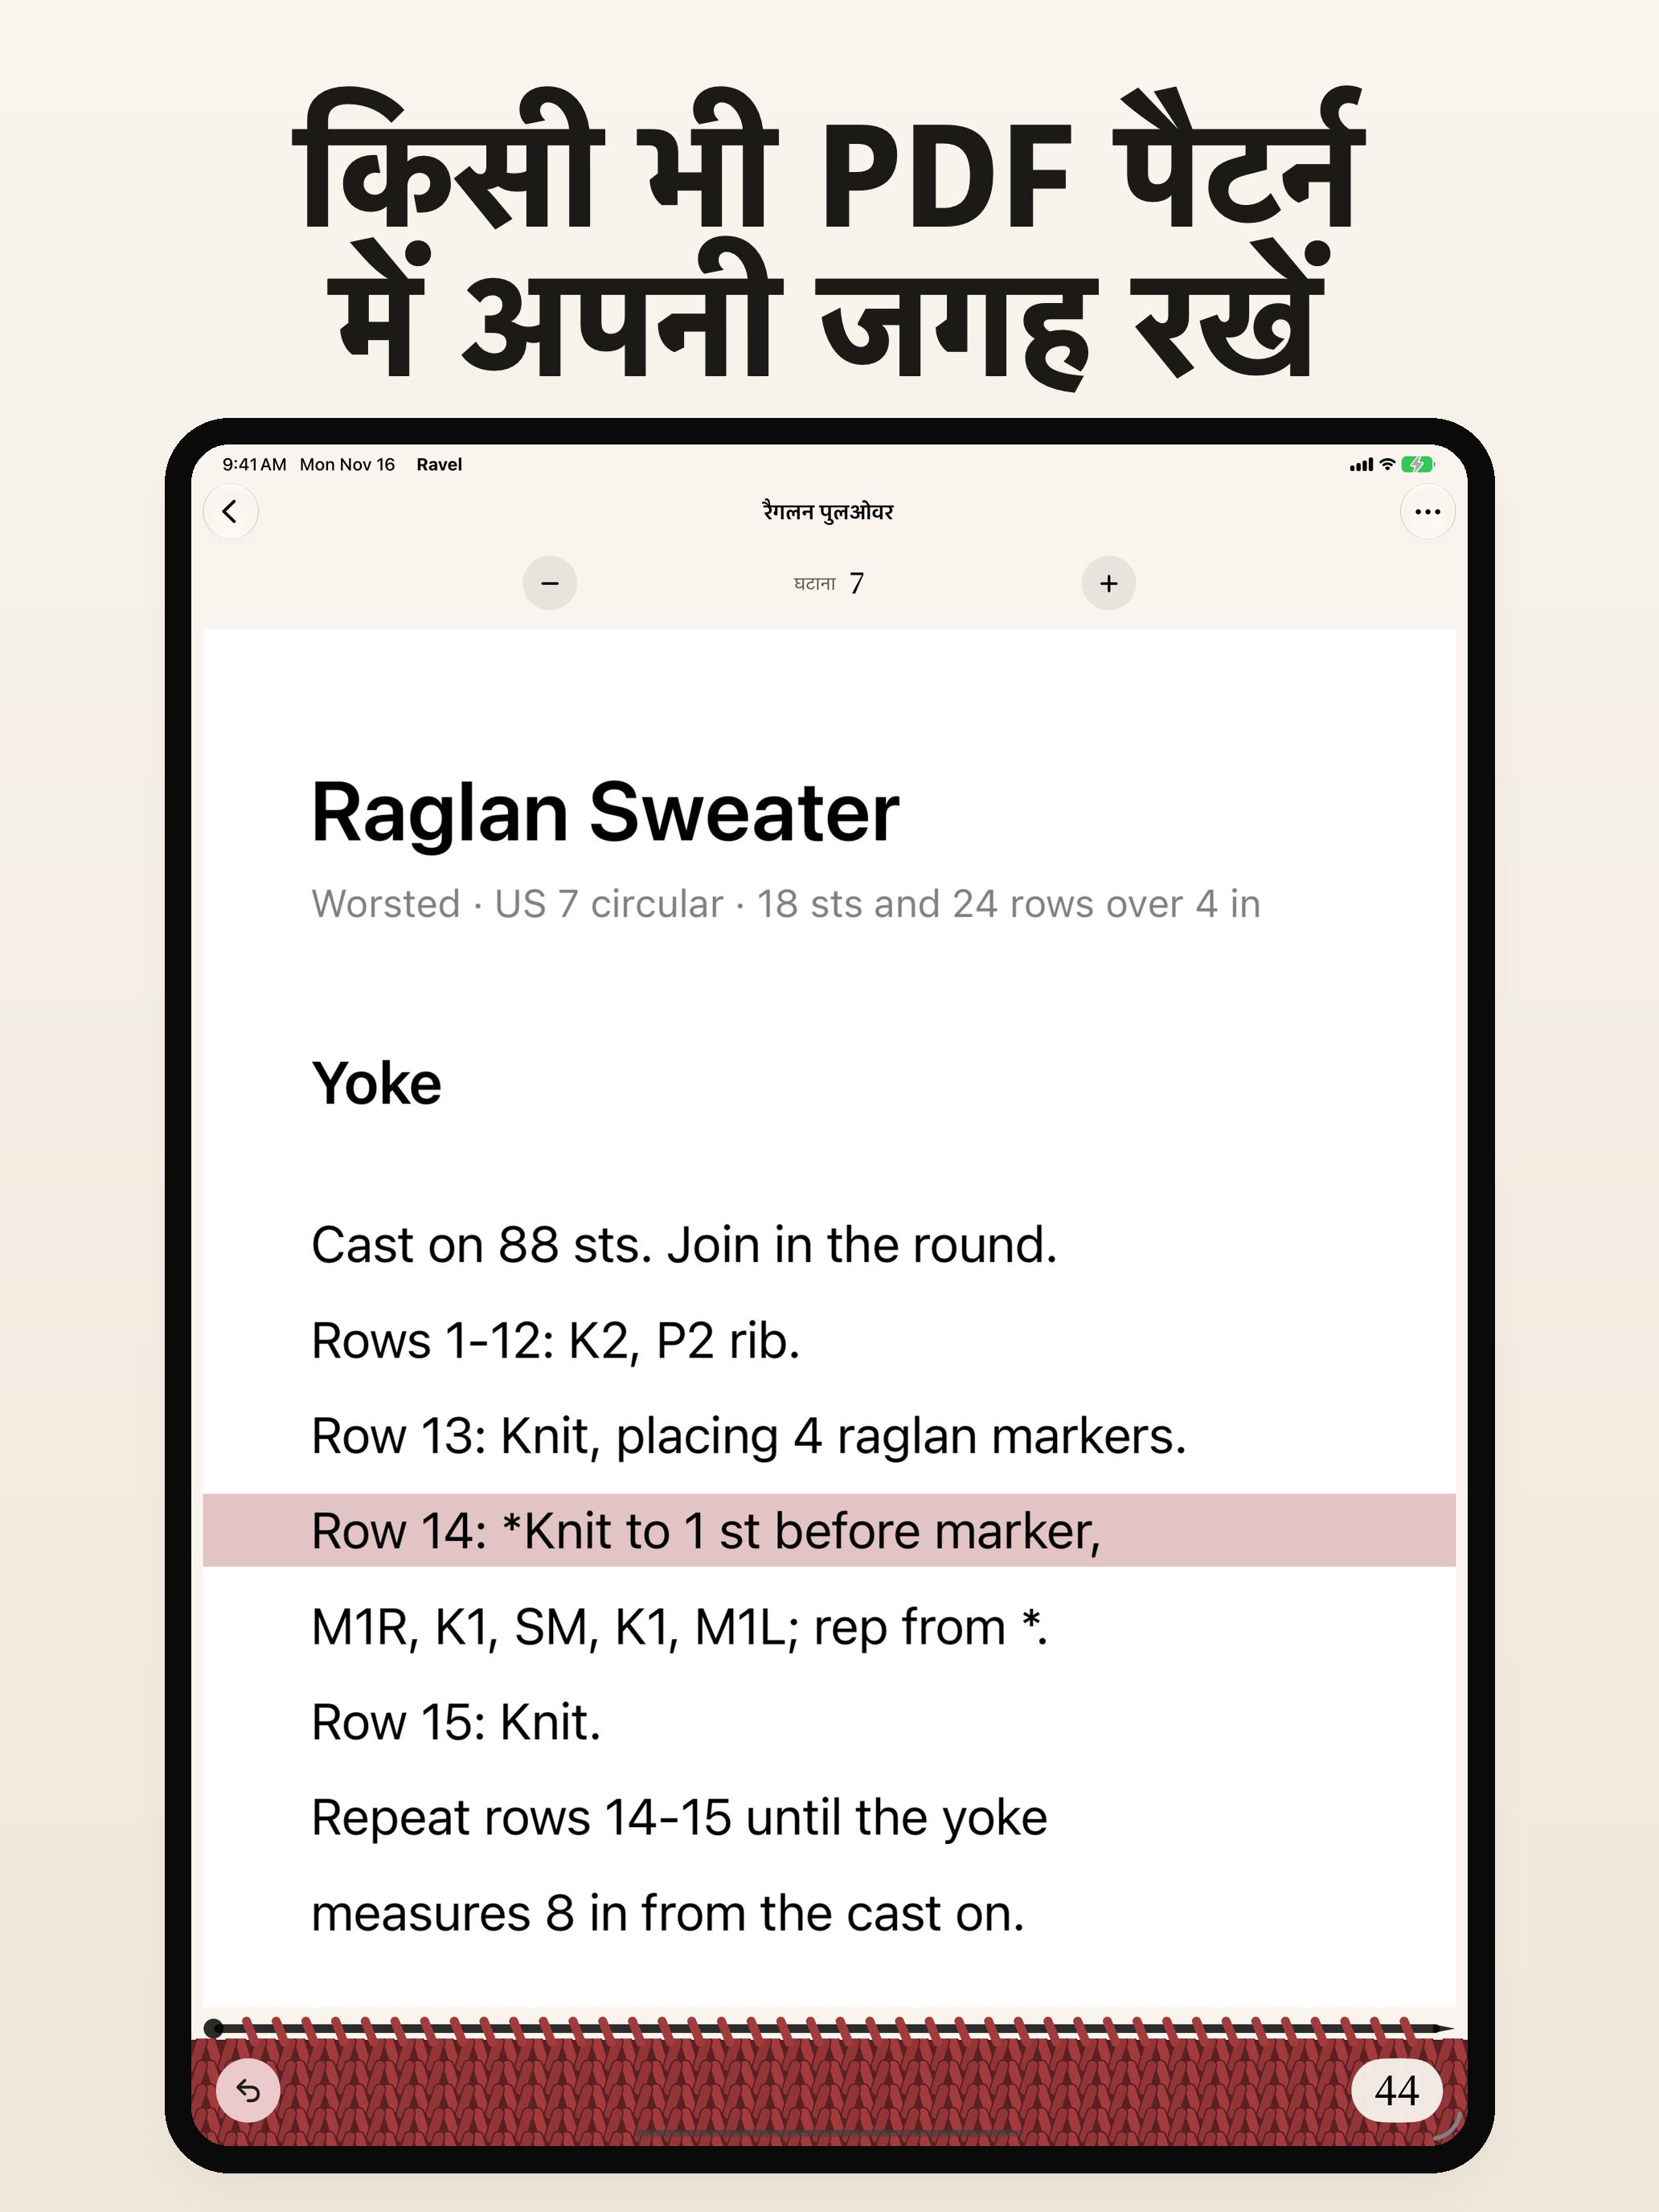 किसी भी PDF पैटर्न
में अपनी जगह रखें
9:41 AM Mon Nov 16 Ravel
रैगलन पुलओवर
घटाना 7
Raglan Sweater
Worsted · US 7 circular · 18 sts and 24 rows over 4 in
Yoke
Cast on 88 sts. Join in the round.
Rows 1-12: K2, P2 rib.
Row 13: Knit, placing 4 raglan markers.
Row 14: *Knit to 1 st before marker,
M1R, K1, SM, K1, M1L; rep from *.
Row 15: Knit.
Repeat rows 14-15 until the yoke
measures 8 in from the cast on.
44